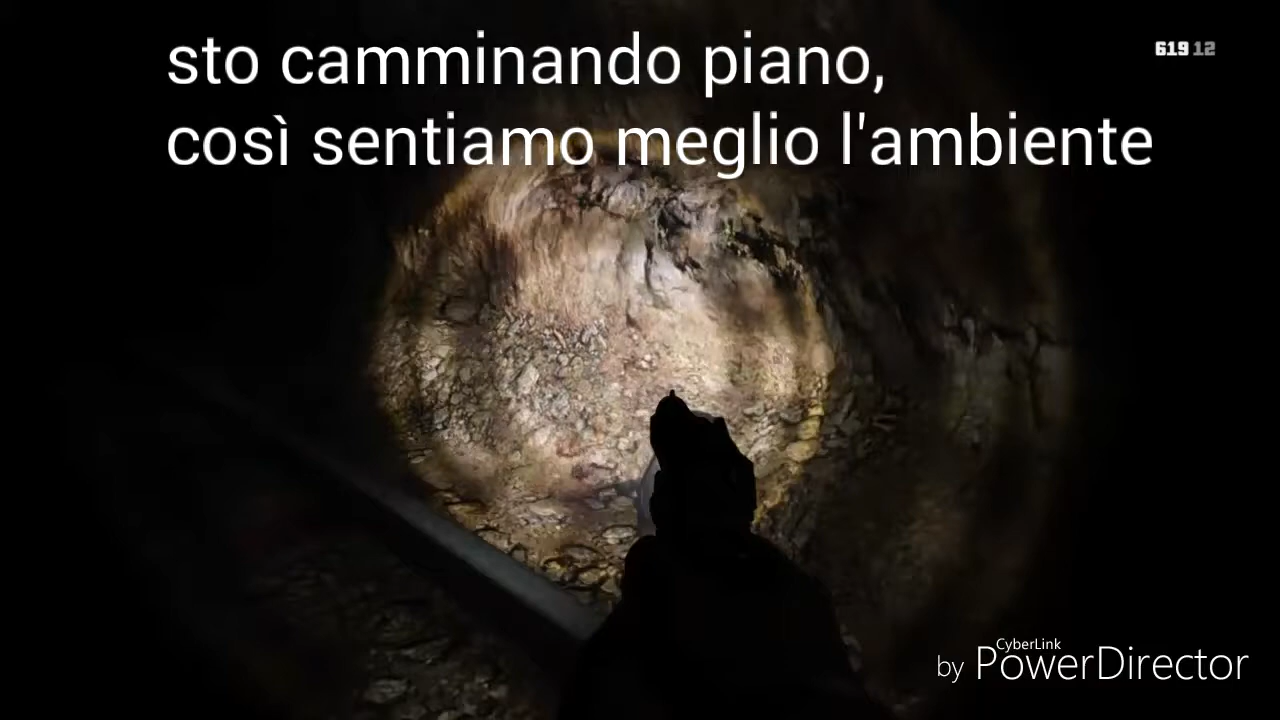 sto camminando piano,
619 12
così sentiamo meglio l'ambiente
CyberLink
by PowerDirector